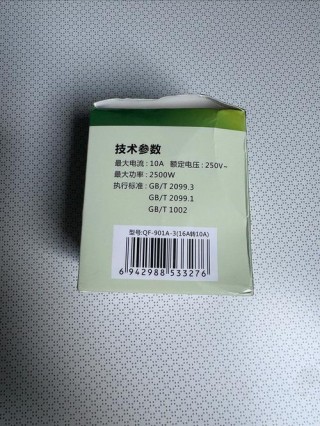 技术参数
最大电流：10A 额定电压：250V~
最大功率：2500W
执行标准：GB/T 2099.3
GB/T 2099.1
GB/T 1002
型号:QF-901A-3(16A转10A)
6 942988 533276